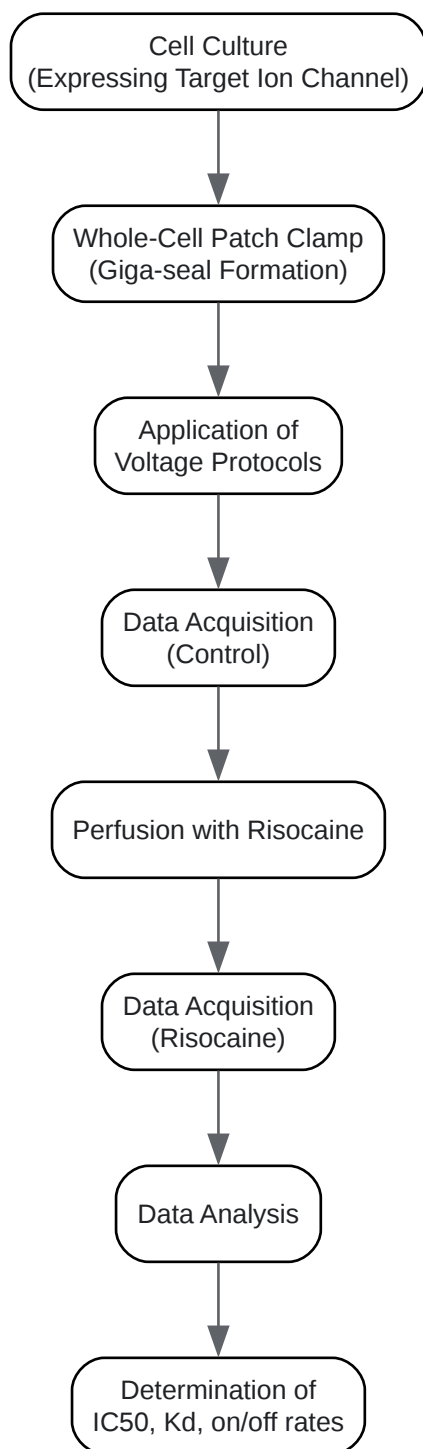 Cell Culture
(Expressing Target Ion Channel)
Whole-Cell Patch Clamp
(Giga-seal Formation)
Application of
Voltage Protocols
Data Acquisition
(Control)
Perfusion with Risocaine
Data Acquisition
(Risocaine)
Data Analysis
Determination of
IC50, Kd, on/off rates